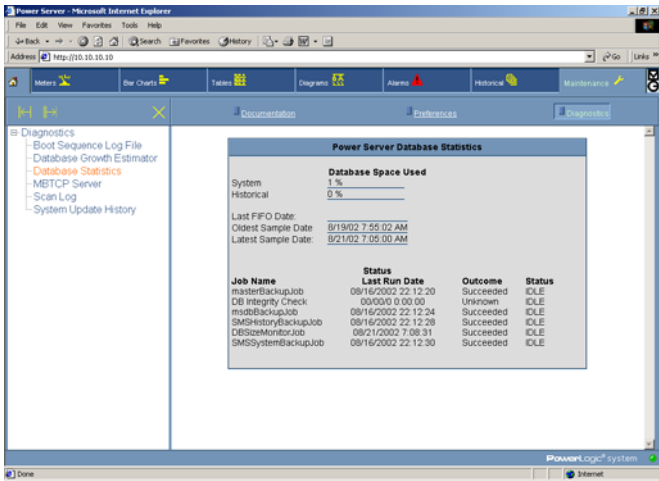 Power Server - Microsoft Internet Explorer
File Edit View Favorites Tools Help
Back Search Favorites History
Address http://10.10.10.10 Go Links »
Meters Bar Charts Tables Diagrams Alarms Historical Maintenance
Documentation Preferences Diagnostics
Diagnostics
Boot Sequence Log File
Database Growth Estimator
Database Statistics
MBTCP Server
Scan Log
System Update History
Power Server Database Statistics
Database Space Used
System 1 %
Historical 0 %
Last FIFO Date:
Oldest Sample Date 8/19/02 7:55:02 AM
Latest Sample Date: 8/21/02 7:05:00 AM
Status
Job Name Last Run Date Outcome Status
masterBackupJob 08/16/2002 22:12:20 Succeeded IDLE
DB Integrity Check 00/00/0 0:00:00 Unknown IDLE
msdbBackupJob 08/16/2002 22:12:24 Succeeded IDLE
SMSHistoryBackupJob 08/16/2002 22:12:28 Succeeded IDLE
DBSizeMonitorJob 08/21/2002 7:08:31 Succeeded IDLE
SMSSystemBackupJob 08/16/2002 22:12:30 Succeeded IDLE
PowerLogic® system
Done Internet